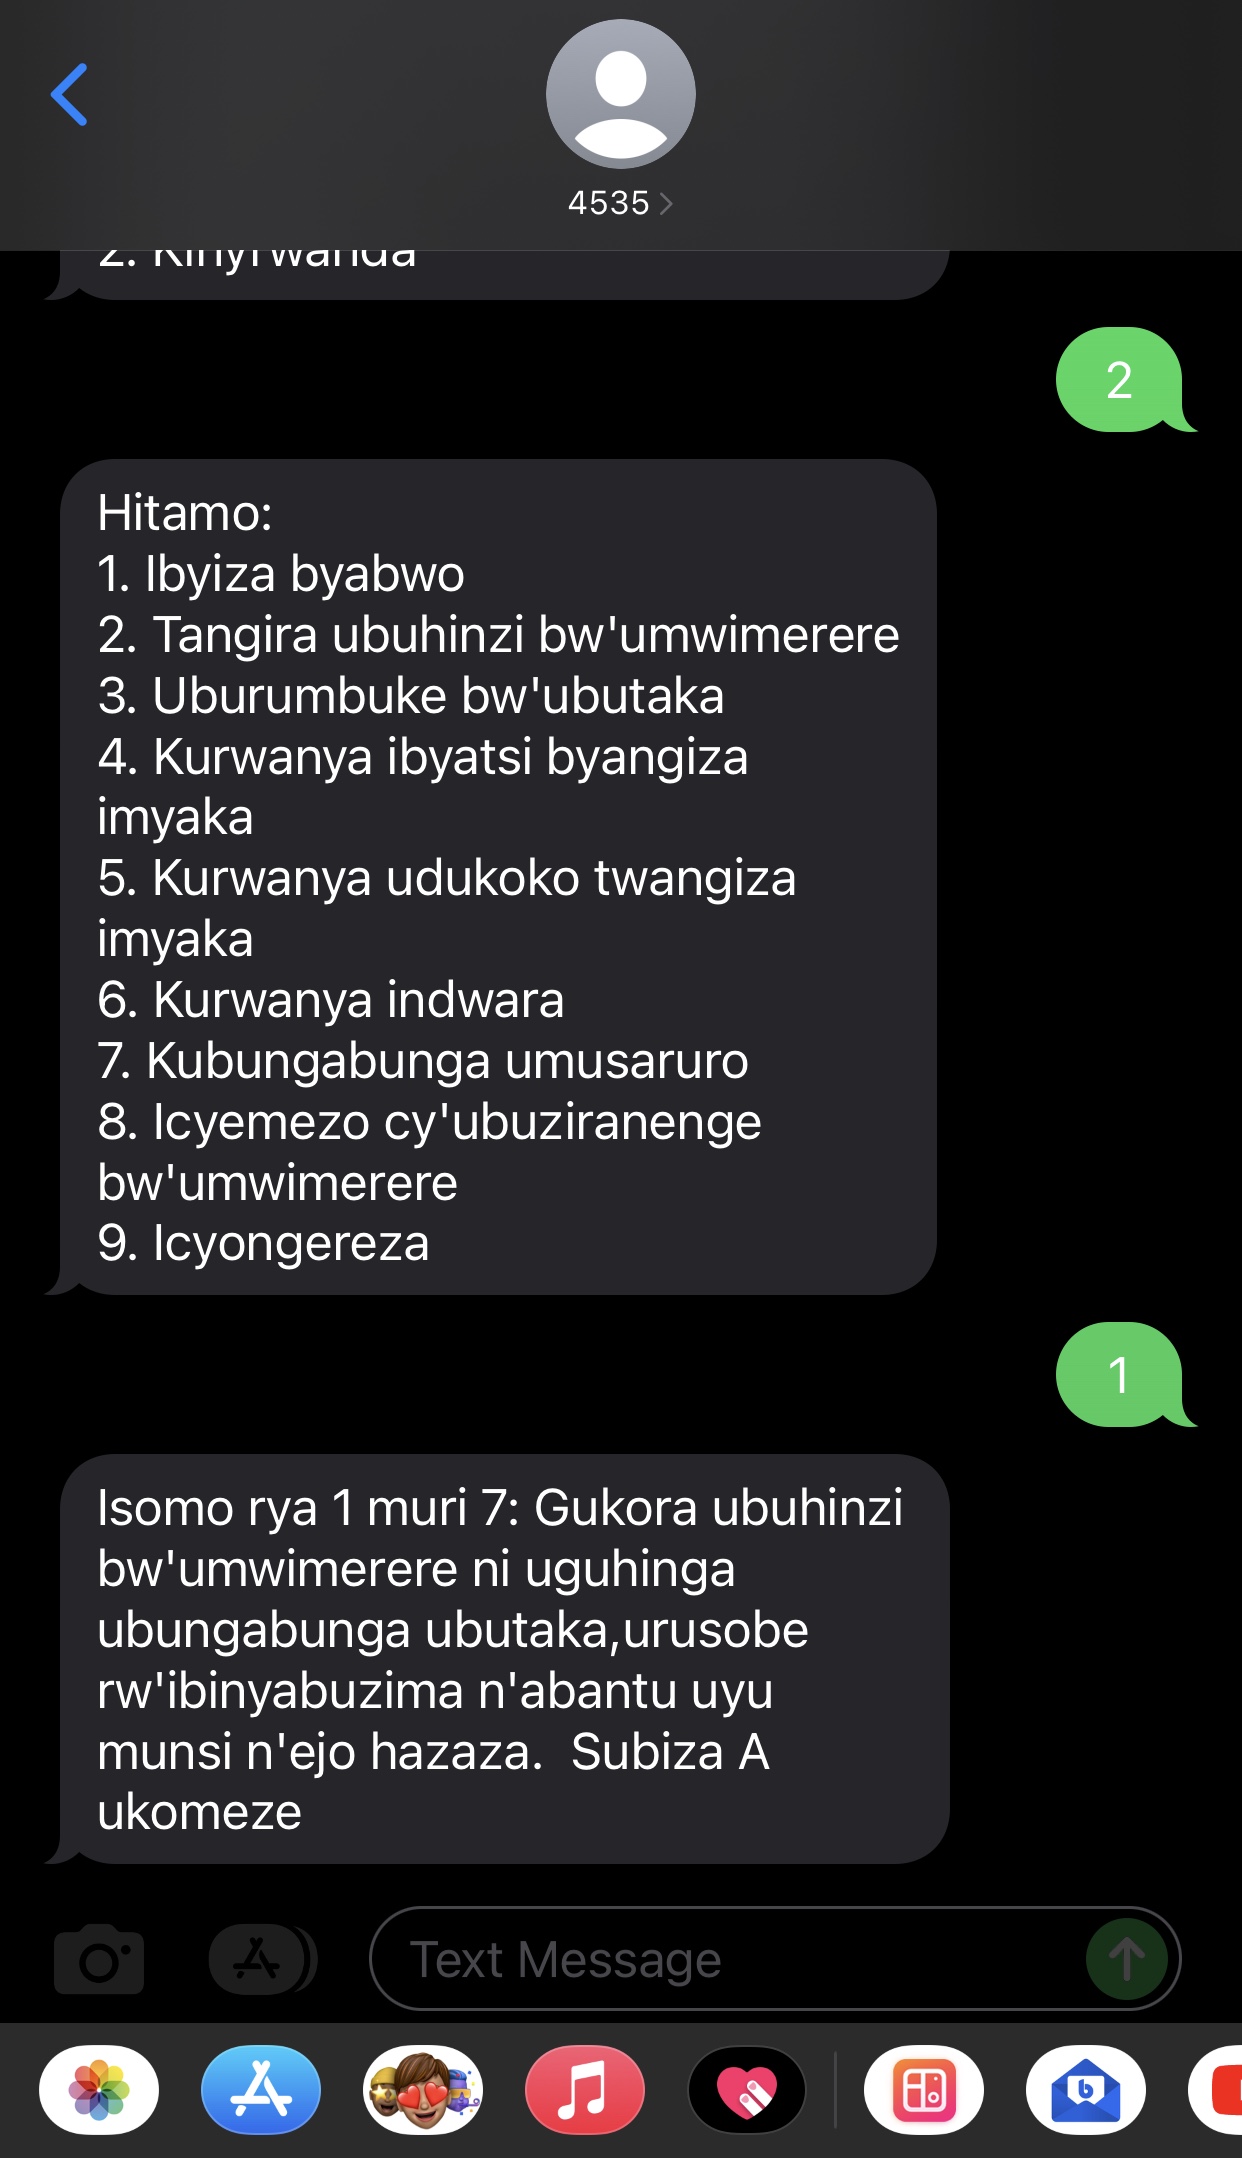 4535
2. Kinyrwanda
2
Hitamo:
1. Ibyiza byabwo
2. Tangira ubuhinzi bw'umwimerere
3. Uburumbuke bw'ubutaka
4. Kurwanya ibyatsi byangiza
imyaka
5. Kurwanya udukoko twangiza
imyaka
6. Kurwanya indwara
7. Kubungabunga umusaruro
8. Icyemezo cy'ubuziranenge
bw'umwimerere
9. Icyongereza
1
Isomo rya 1 muri 7: Gukora ubuhinzi
bw'umwimerere ni uguhinga
ubungabunga ubutaka,urusobe
rw'ibinyabuzima n'abantu uyu
munsi n'ejo hazaza.  Subiza A
ukomeze
Text Message